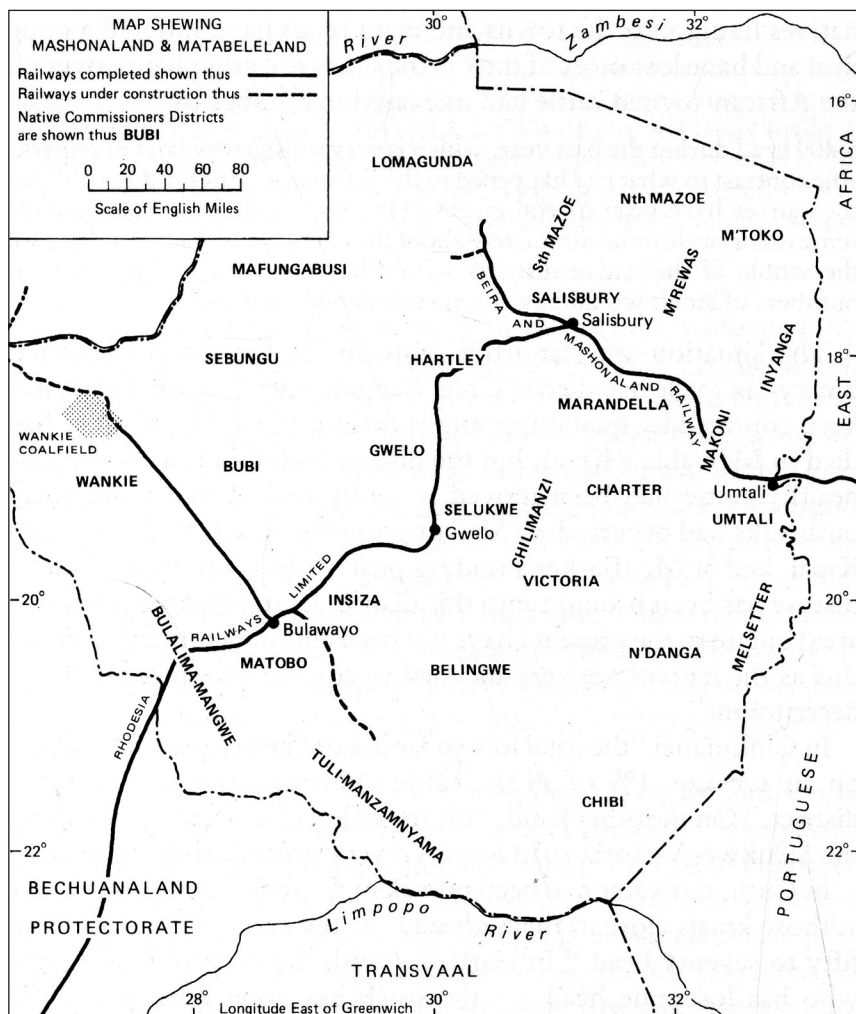 MAP SHEWING
MASHONALAND & MATABELELAND
Railways completed shown thus
Railways under construction thus
Native Commissioners Districts
are shown thus BUBI
0 20 40 60 80
Scale of English Miles
30°
32°
River
Zambesi
16°
LOMAGUNDA
Nth MAZOE
Sth MAZOE
M'TOKO
MAFUNGABUSI
M'REWAS
SALISBURY
Salisbury
BEIRA AND MASHONALAND RAILWAY
EAST AFRICA
18°
SEBUNGU
HARTLEY
INYANGA
MARANDELLA
MAKONI
WANKIE
COALFIELD
WANKIE
BUBI
GWELO
CHARTER
Umtali
UMTALI
SELUKWE
Gwelo
CHILIMANZI
VICTORIA
20°
20°
INSIZA
RHODESIA RAILWAYS LIMITED
Bulawayo
MATOBO
BULALIMA-MANGWE
BELINGWE
N'DANGA
MELSETTER
TULI-MANZAMNYAMA
CHIBI
PORTUGUESE
22°
22°
BECHUANALAND
PROTECTORATE
Limpopo
River
TRANSVAAL
28°
30°
32°
Longitude East of Greenwich